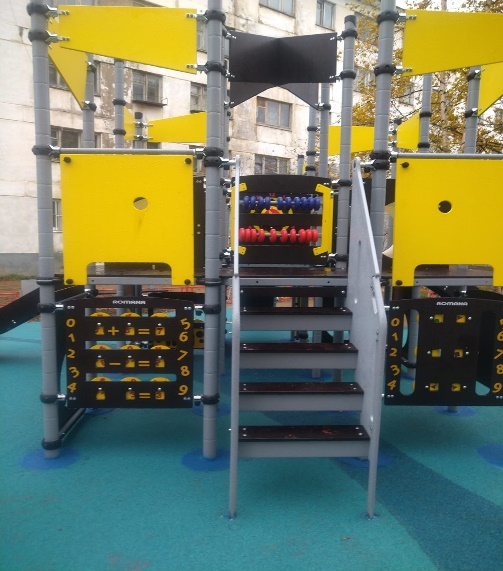 ROMANA
0 + = 5
1 6
2 - = 7
3 8
4 - = 9
ROMANA
0 5
1 6
2 7
3 8
4 9